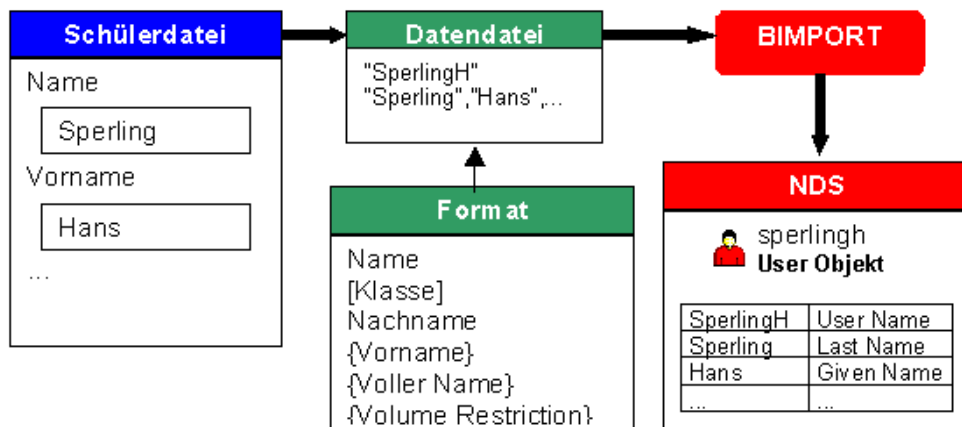 Schülerdatei
Name
Sperling
Vorname
Hans
...
Datendatei
"SperlingH"
"Sperling","Hans",...
Format
Name
[Klasse]
Nachname
{Vorname}
{Voller Name}
{Volume Restriction}
BIMPORT
NDS
sperlingh
User Objekt
SperlingH User Name
Sperling Last Name
Hans Given Name
... ...